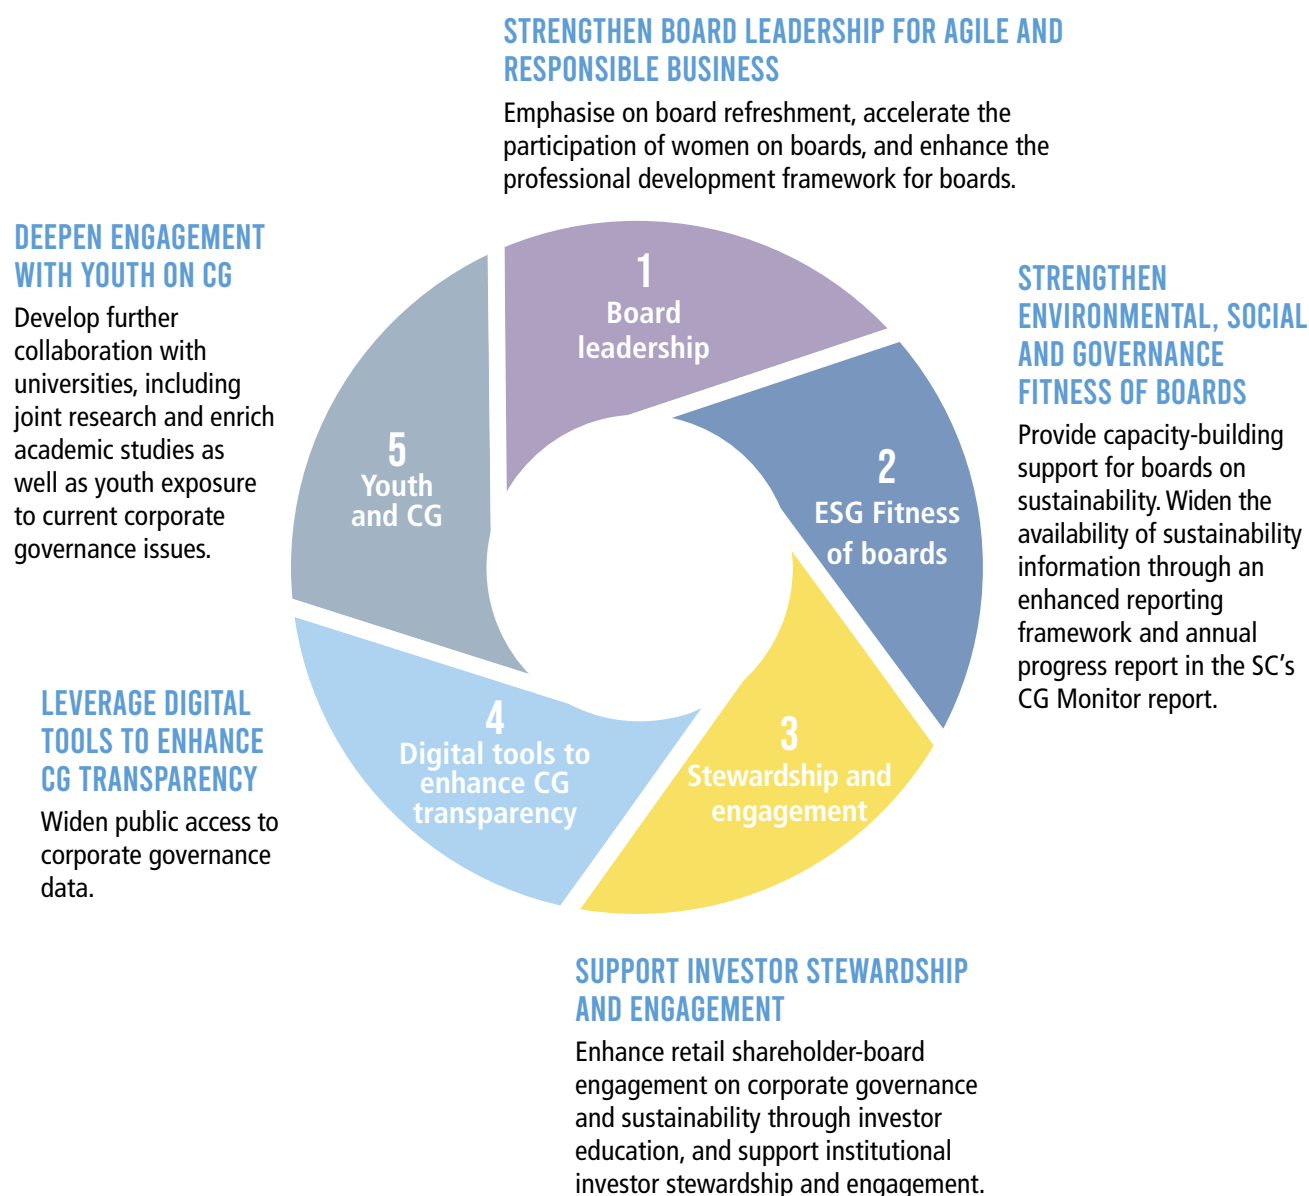 STRENGTHEN BOARD LEADERSHIP FOR AGILE AND
RESPONSIBLE BUSINESS
Emphasise on board refreshment, accelerate the
participation of women on boards, and enhance the
professional development framework for boards.
1
Board
leadership
STRENGTHEN
ENVIRONMENTAL, SOCIAL
AND GOVERNANCE
FITNESS OF BOARDS
Provide capacity-building
support for boards on
sustainability. Widen the
availability of sustainability
information through an
enhanced reporting
framework and annual
progress report in the SC’s
CG Monitor report.
2
ESG Fitness
of boards
3
Stewardship and
engagement
SUPPORT INVESTOR STEWARDSHIP
AND ENGAGEMENT
Enhance retail shareholder-board
engagement on corporate governance
and sustainability through investor
education, and support institutional
investor stewardship and engagement.
4
Digital tools to
enhance CG
transparency
LEVERAGE DIGITAL
TOOLS TO ENHANCE
CG TRANSPARENCY
Widen public access to
corporate governance
data.
5
Youth
and CG
DEEPEN ENGAGEMENT
WITH YOUTH ON CG
Develop further
collaboration with
universities, including
joint research and enrich
academic studies as
well as youth exposure
to current corporate
governance issues.